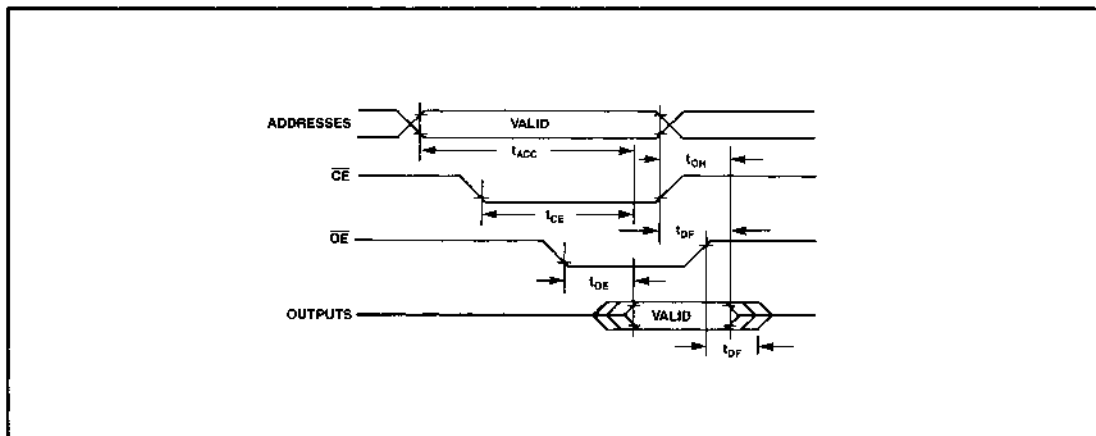 ADDRESSES
VALID
tACC
tOH
CE
tCE
tDF
OE
tOE
OUTPUTS
VALID
tDF